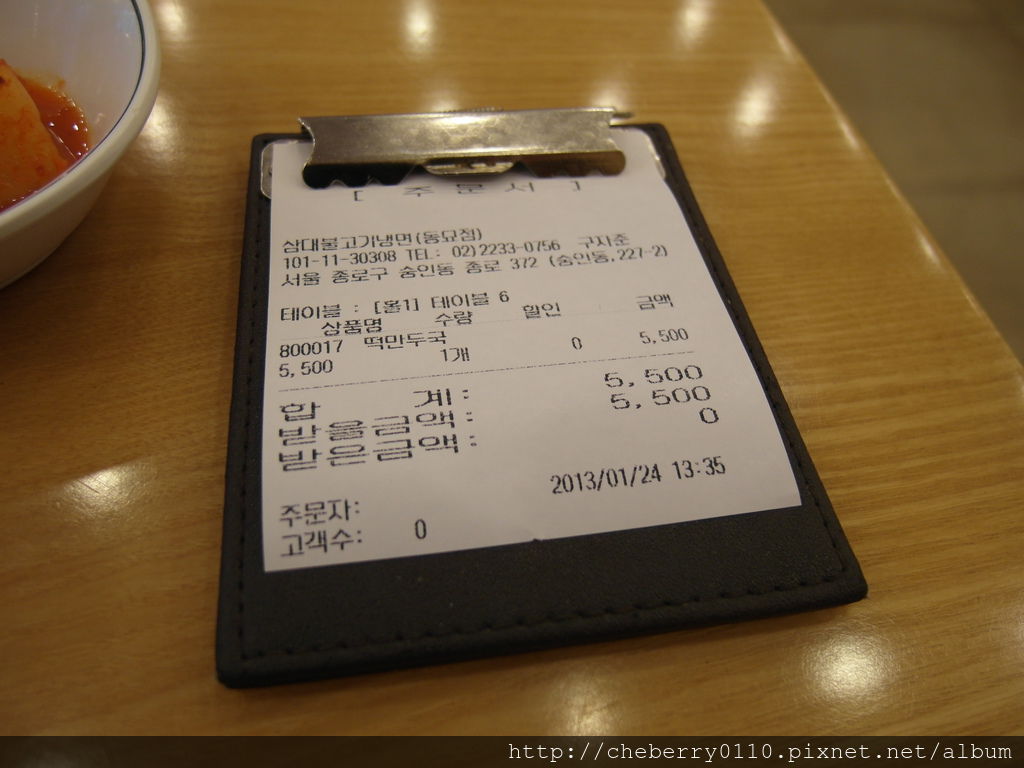 [ 주 문 서 ]
삼대불고기냉면(동묘점)
101-11-30308 TEL: 02)2233-0756 구자준
서울 종로구 숭인동 종로 372 (숭인동,227-2)
테이블 : [홀1] 테이블 6
상품명 수량 할인 금액
800017 떡만두국
5,500 1개 0 5,500
합 계: 5,500
받을금액: 5,500
받은금액: 0
2013/01/24 13:35
주문자:
고객수: 0
http://cheberry0110.pixnet.net/album